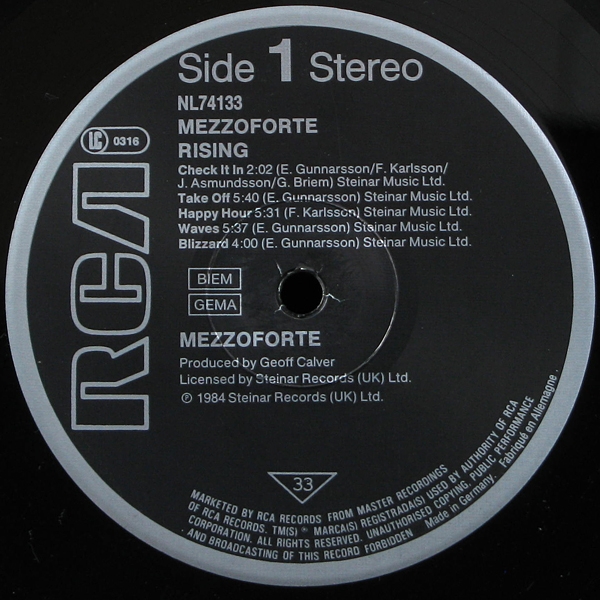 Side 1 Stereo
NL74133
MEZZOFORTE
RISING
LC 0316
RCA
Check It In 2:02 (E. Gunnarsson/F. Karlsson/
J. Asmundsson/G. Briem) Steinar Music Ltd.
Take Off 5:40 (E. Gunnarsson) Steinar Music Ltd.
Happy Hour 5:31 (F. Karlsson) Steinar Music Ltd.
Waves 5:37 (E. Gunnarsson) Steinar Music Ltd.
Blizzard 4:00 (E. Gunnarsson) Steinar Music Ltd.
BIEM
GEMA
MEZZOFORTE
Produced by Geoff Calver
Licensed by Steinar Records (UK) Ltd.
℗ 1984 Steinar Records (UK) Ltd.
33
MARKETED BY RCA RECORDS FROM MASTER RECORDINGS
OF RCA RECORDS. TM(S) ® MARCA(S) REGISTRADA(S) USED BY AUTHORITY OF RCA
CORPORATION. ALL RIGHTS RESERVED. UNAUTHORISED COPYING, PUBLIC PERFORMANCE
AND BROADCASTING OF THIS RECORD FORBIDDEN Made in Germany. Fabriqué en Allemagne.